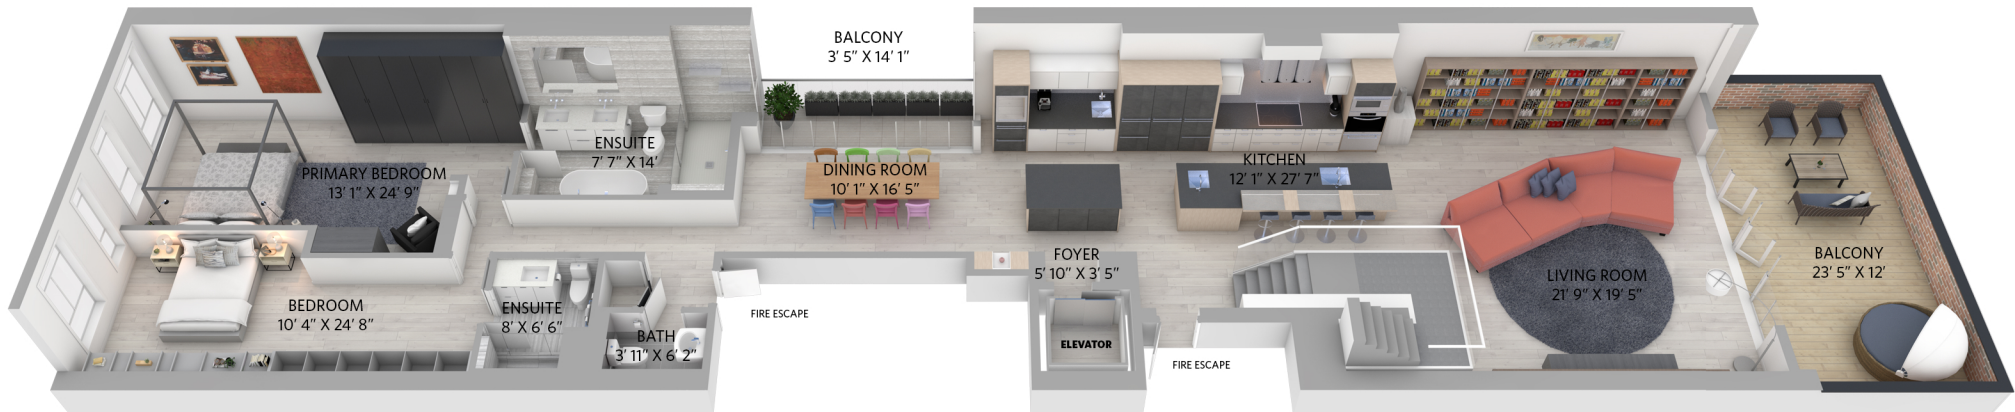 BALCONY
3' 5" X 14' 1"
ENSUITE
7' 7" X 14'
PRIMARY BEDROOM
13' 1" X 24' 9"
DINING ROOM
10' 1" X 16' 5"
KITCHEN
12' 1" X 27' 7"
FOYER
5' 10" X 3' 5"
BALCONY
23' 5" X 12'
LIVING ROOM
21' 9" X 19' 5"
BEDROOM
10' 4" X 24' 8"
ENSUITE
8' X 6' 6"
BATH
3' 11" X 6' 2"
FIRE ESCAPE
ELEVATOR
FIRE ESCAPE